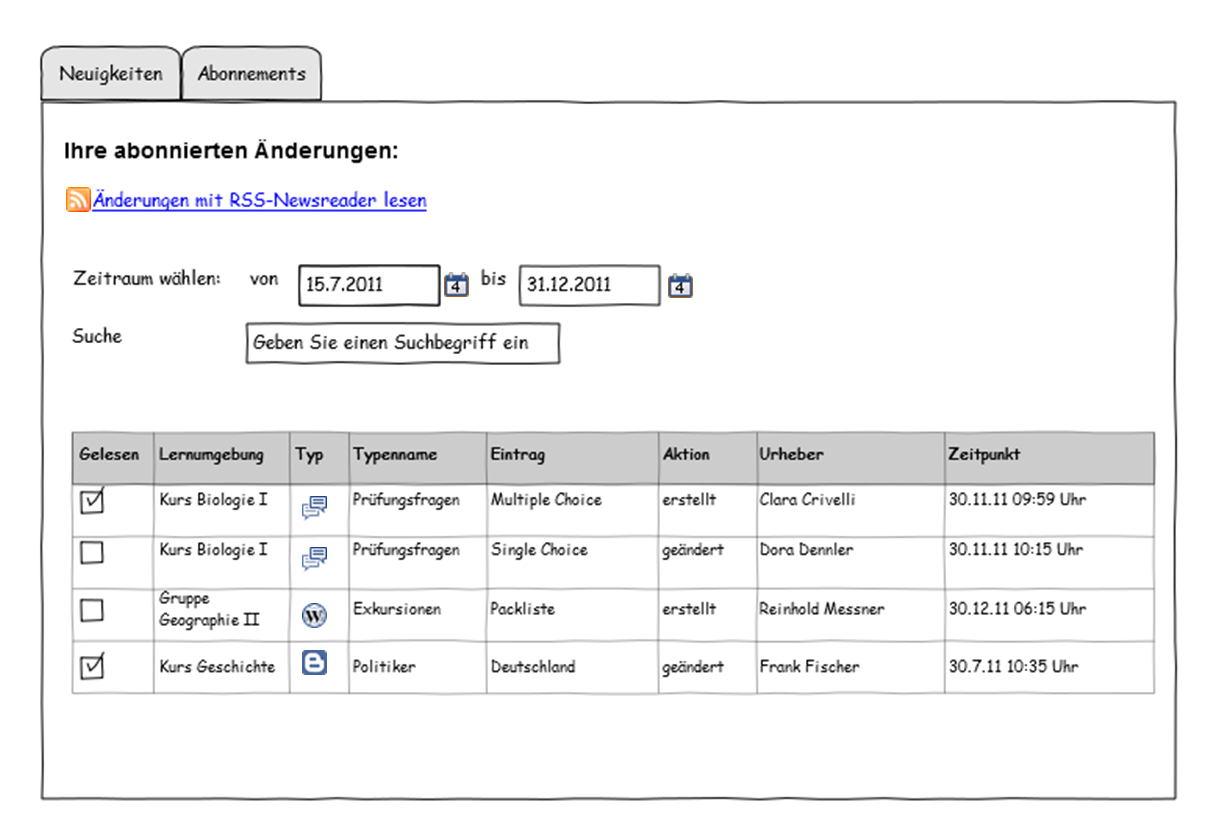 Neuigkeiten Abonnements
Ihre abonnierten Änderungen:
Änderungen mit RSS-Newsreader lesen
Zeitraum wählen: von 15.7.2011 4 bis 31.12.2011 4
Suche Geben Sie einen Suchbegriff ein
Gelesen Lernumgebung Typ Typenname Eintrag Aktion Urheber Zeitpunkt
Kurs Biologie I Prüfungsfragen Multiple Choice erstellt Clara Crivelli 30.11.11 09:59 Uhr
Kurs Biologie I Prüfungsfragen Single Choice geändert Dora Dennler 30.11.11 10:15 Uhr
Gruppe
Geographie II W Exkursionen Packliste erstellt Reinhold Messner 30.12.11 06:15 Uhr
Kurs Geschichte B Politiker Deutschland geändert Frank Fischer 30.7.11 10:35 Uhr